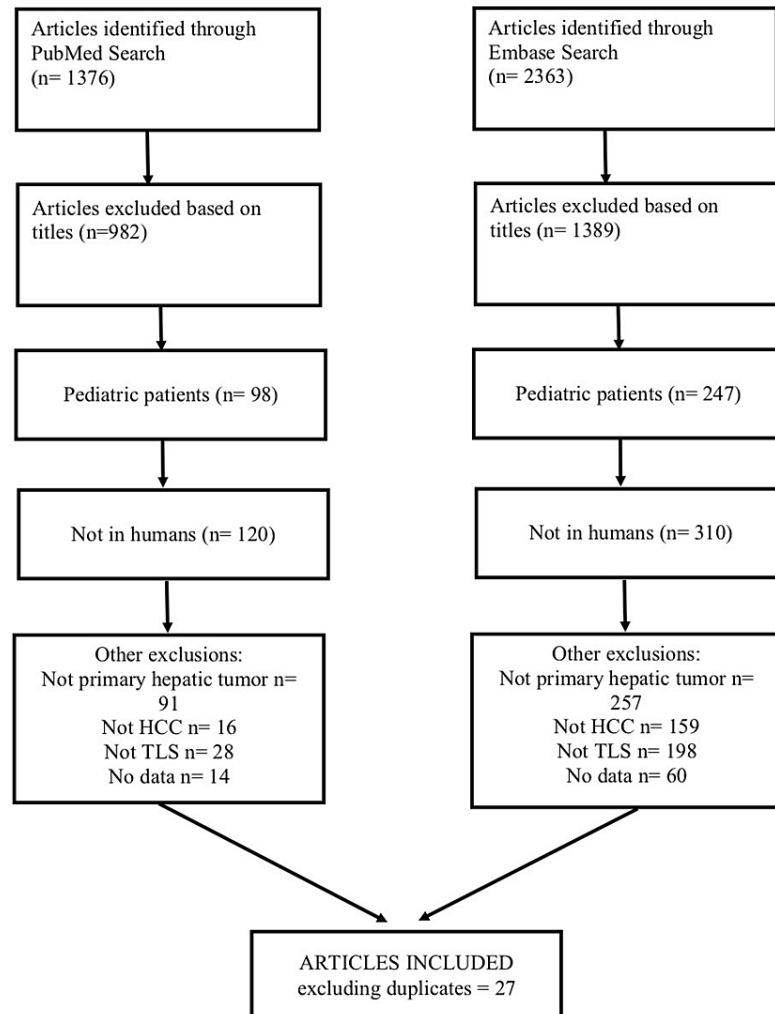 Articles identified through
PubMed Search
(n= 1376)
Articles excluded based on
titles (n=982)
Pediatric patients (n= 98)
Not in humans (n= 120)
Other exclusions:
Not primary hepatic tumor n=
91
Not HCC n= 16
Not TLS n= 28
No data n= 14
Articles identified through
Embase Search
(n= 2363)
Articles excluded based on
titles (n= 1389)
Pediatric patients (n= 247)
Not in humans (n= 310)
Other exclusions:
Not primary hepatic tumor n=
257
Not HCC n= 159
Not TLS n= 198
No data n= 60
ARTICLES INCLUDED
excluding duplicates = 27